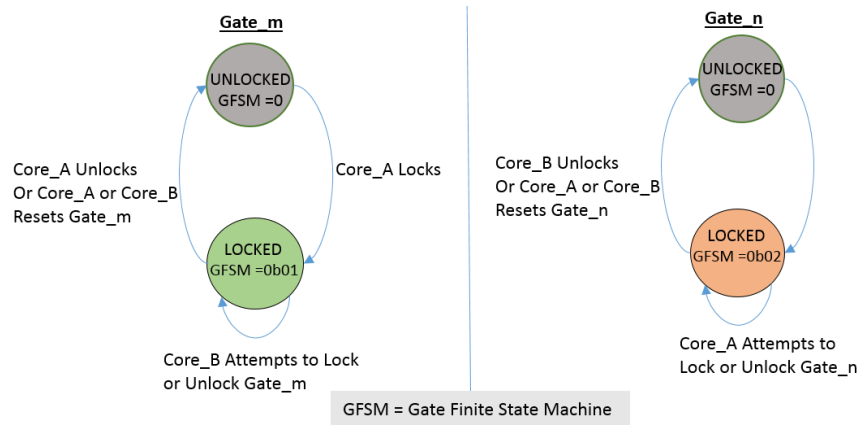 Gate_m
UNLOCKED
GFSM =0
Core_A Unlocks
Or Core_A or Core_B
Resets Gate_m
Core_A Locks
LOCKED
GFSM =0b01
Core_B Attempts to Lock
or Unlock Gate_m
Gate_n
UNLOCKED
GFSM =0
Core_B Unlocks
Or Core_A or Core_B
Resets Gate_n
LOCKED
GFSM =0b02
Core_A Attempts to
Lock or Unlock Gate_n
GFSM = Gate Finite State Machine